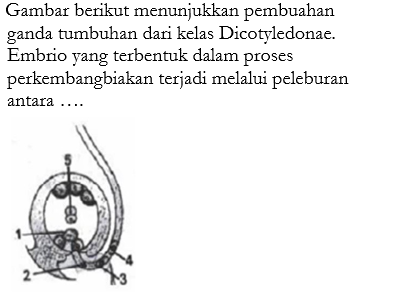 Gambar berikut menunjukkan pembuahan
ganda tumbuhan dari kelas Dicotyledonae.
Embrio yang terbentuk dalam proses
perkembangbiakan terjadi melalui peleburan
antara ....
5
1
4
2
3